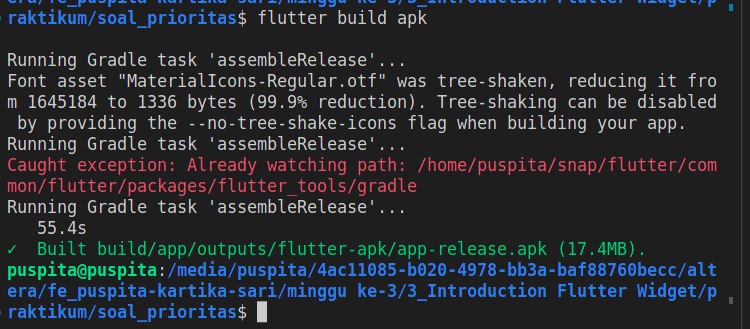 era/fe_puspita-kartika-sari/minggu ke-3/3_Introduction Flutter Widget/p
raktikum/soal_prioritas$ flutter build apk
Running Gradle task 'assembleRelease'...
Font asset "MaterialIcons-Regular.otf" was tree-shaken, reducing it fro
m 1645184 to 1336 bytes (99.9% reduction). Tree-shaking can be disabled
 by providing the --no-tree-shake-icons flag when building your app.
Running Gradle task 'assembleRelease'...
Caught exception: Already watching path: /home/puspita/snap/flutter/com
mon/flutter/packages/flutter_tools/gradle
Running Gradle task 'assembleRelease'...
   55.4s
✓  Built build/app/outputs/flutter-apk/app-release.apk (17.4MB).
puspita@puspita:/media/puspita/4ac11085-b020-4978-bb3a-baf88760becc/alt
era/fe_puspita-kartika-sari/minggu ke-3/3_Introduction Flutter Widget/p
raktikum/soal_prioritas$